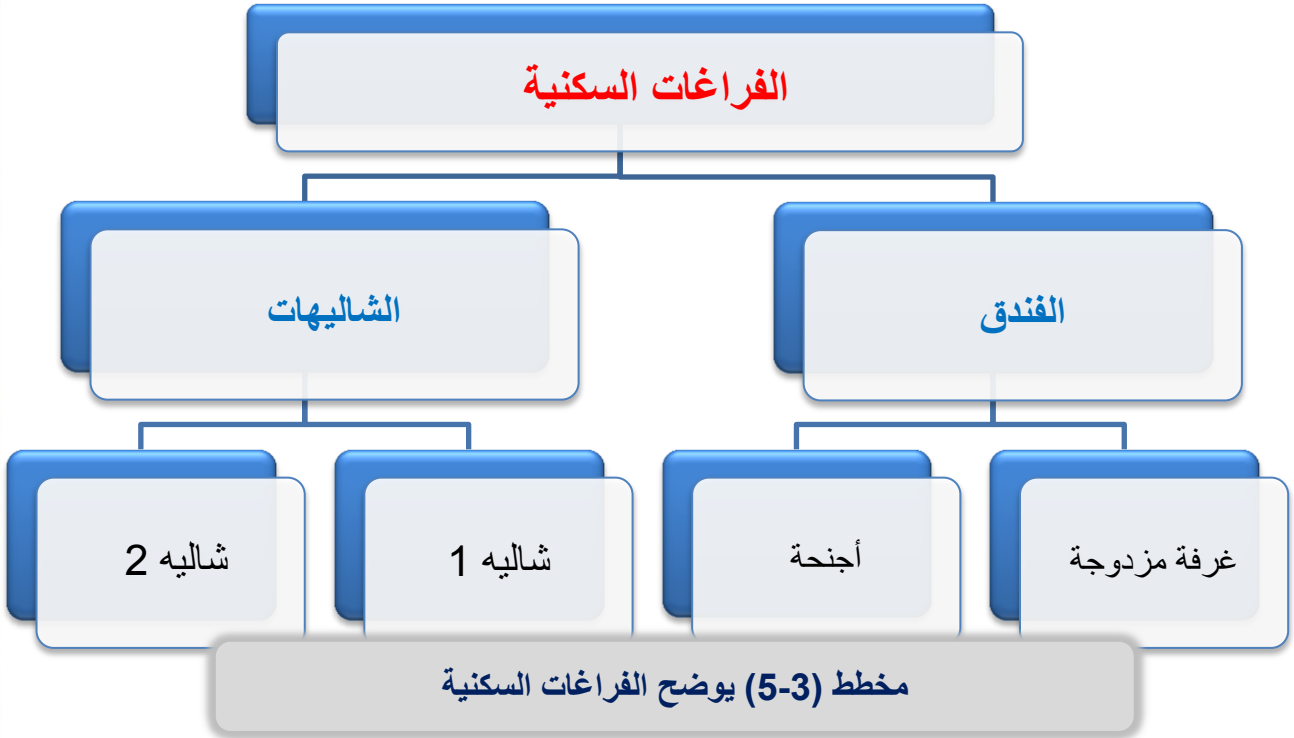 الفراغات السكنية
الفندق
الشاليهات
غرفة مزدوجة
أجنحة
شاليه 1
شاليه 2
مخطط (3-5) يوضح الفراغات السكنية